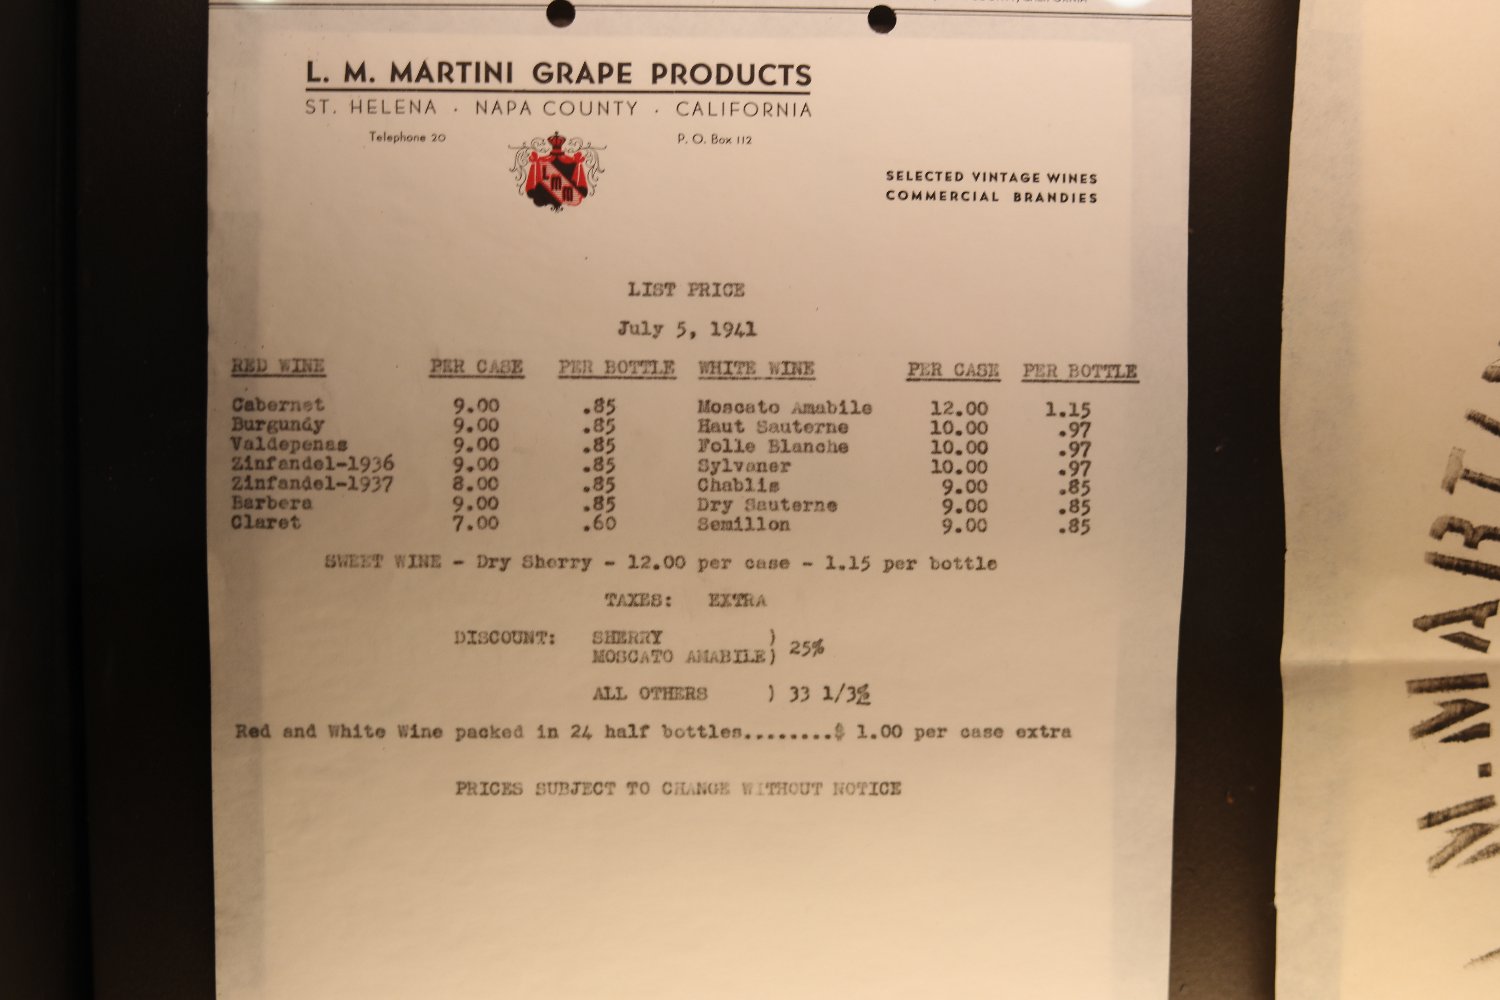 L. M. MARTINI GRAPE PRODUCTS
ST. HELENA · NAPA COUNTY · CALIFORNIA
Telephone 20 P. O. Box 112
LMM
SELECTED VINTAGE WINES
COMMERCIAL BRANDIES
LIST PRICE
July 5, 1941
RED WINE PER CASE PER BOTTLE WHITE WINE PER CASE PER BOTTLE
Cabernet 9.00 .85 Moscato Amabile 12.00 1.15
Burgundy 9.00 .85 Haut Sauterne 10.00 .97
Valdepenas 9.00 .85 Folle Blanche 10.00 .97
Zinfandel-1936 9.00 .85 Sylvaner 10.00 .97
Zinfandel-1937 8.00 .85 Chablis 9.00 .85
Barbera 9.00 .85 Dry Sauterne 9.00 .85
Claret 7.00 .60 Semillon 9.00 .85
SWEET WINE - Dry Sherry - 12.00 per case - 1.15 per bottle
TAXES: EXTRA
DISCOUNT: SHERRY )
MOSCATO AMABILE) 25%
ALL OTHERS ) 33 1/3%
Red and White Wine packed in 24 half bottles........$ 1.00 per case extra
PRICES SUBJECT TO CHANGE WITHOUT NOTICE
M. MARTIN